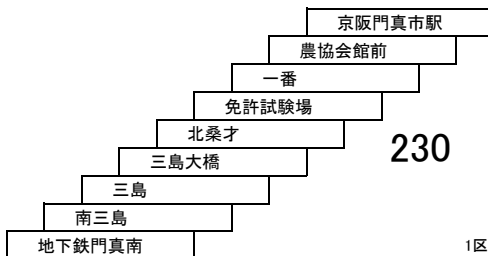 京阪門真市駅
農協会館前
一番
免許試験場
北桑才
三島大橋
230
三島
南三島
地下鉄門真南
1区